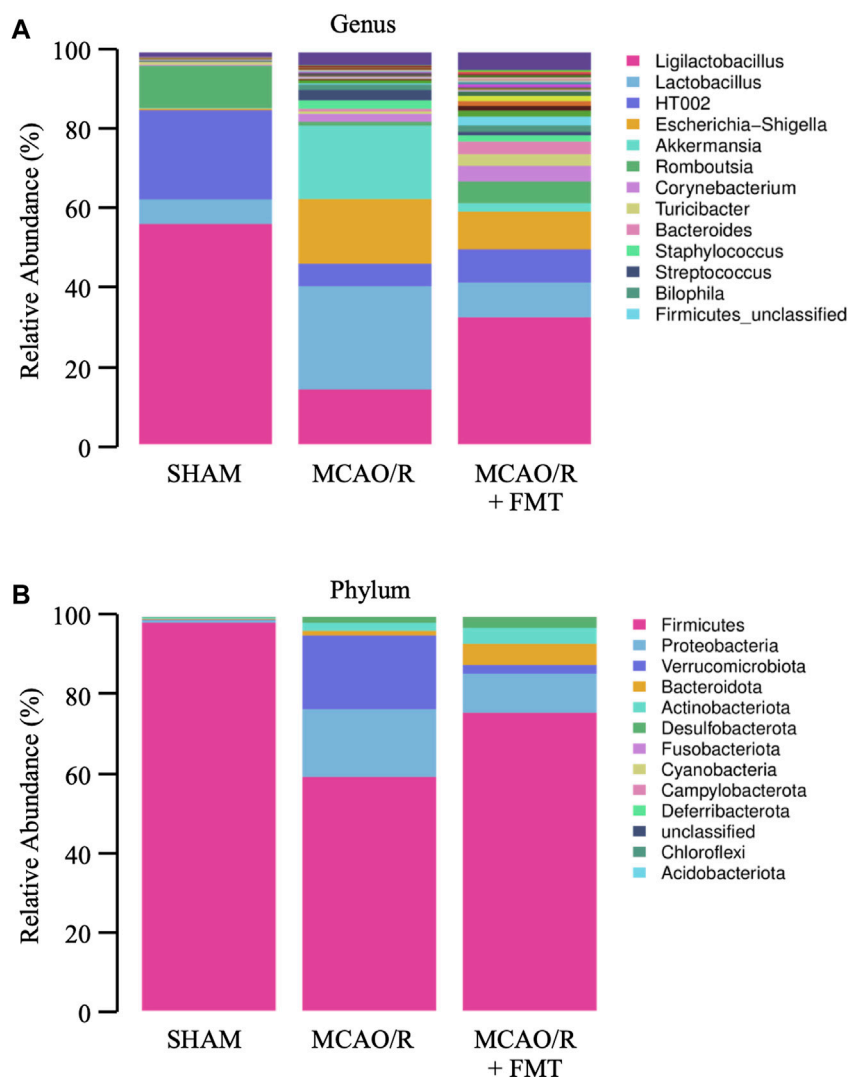 A
Genus
Relative Abundance (%)
100
80
60
40
20
0
SHAM
MCAO/R
MCAO/R
+ FMT
Ligilactobacillus
Lactobacillus
HT002
Escherichia−Shigella
Akkermansia
Romboutsia
Corynebacterium
Turicibacter
Bacteroides
Staphylococcus
Streptococcus
Bilophila
Firmicutes_unclassified
B
Phylum
Relative Abundance (%)
100
80
60
40
20
0
SHAM
MCAO/R
MCAO/R
+ FMT
Firmicutes
Proteobacteria
Verrucomicrobiota
Bacteroidota
Actinobacteriota
Desulfobacterota
Fusobacteriota
Cyanobacteria
Campylobacterota
Deferribacterota
unclassified
Chloroflexi
Acidobacteriota